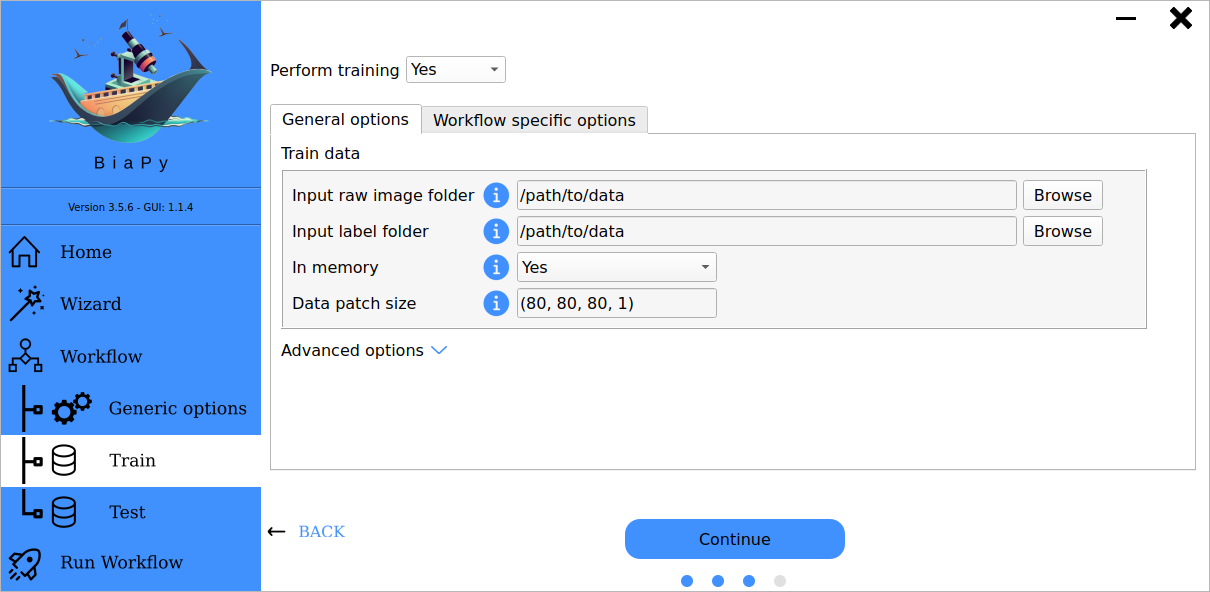 BiaPy
Version 3.5.6 - GUI: 1.1.4
Home
Wizard
Workflow
Generic options
Train
Test
Run Workflow
Perform training Yes
General options Workflow specific options
Train data
Input raw image folder i /path/to/data Browse
Input label folder i /path/to/data Browse
In memory i Yes
Data patch size i (80, 80, 80, 1)
Advanced options
BACK
Continue